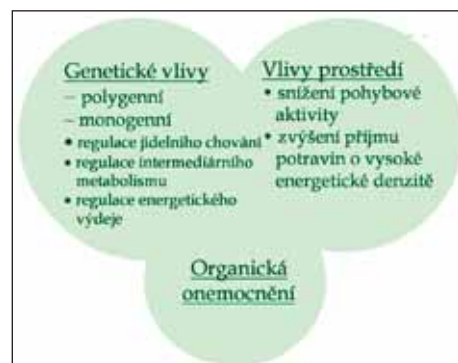 Genetické vlivy
– polygenní
– monogenní
• regulace jídelního chování
• regulace intermediárního
metabolismu
• regulace energetického
výdeje
Vlivy prostředí
• snížení pohybové
aktivity
• zvýšení příjmu
potravin o vysoké
energetické denzitě
Organická
onemocnění